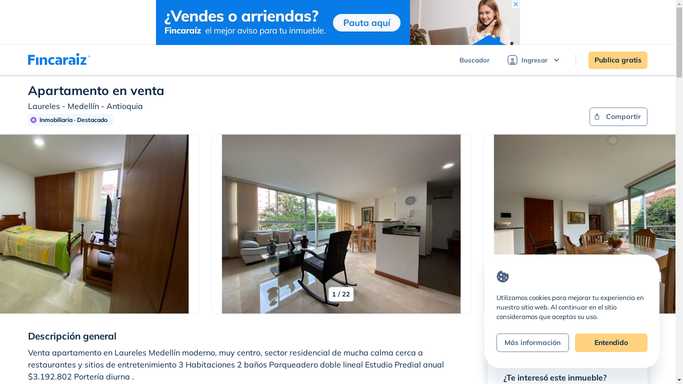 ¿Vendes o arriendas?
Fincaraíz el mejor aviso para tu inmueble.
Pauta aquí
Fincaraíz
Buscador
Ingresar
Publica gratis
Apartamento en venta
Laureles - Medellín - Antioquia
Inmobiliaria · Destacado
Compartir
1 / 22
Utilizamos cookies para mejorar tu experiencia en
nuestro sitio web. Al continuar en el sitio
consideramos que aceptas su uso.
Más información
Entendido
Descripción general
Venta apartamento en Laureles Medellín moderno, muy centro, sector residencial de mucha calma cerca a
restaurantes y sitios de entretenimiento 3 Habitaciones 2 baños Parqueadero doble lineal Estudio Predial anual
$3.192.802 Portería diurna .
¿Te interesó este inmueble?